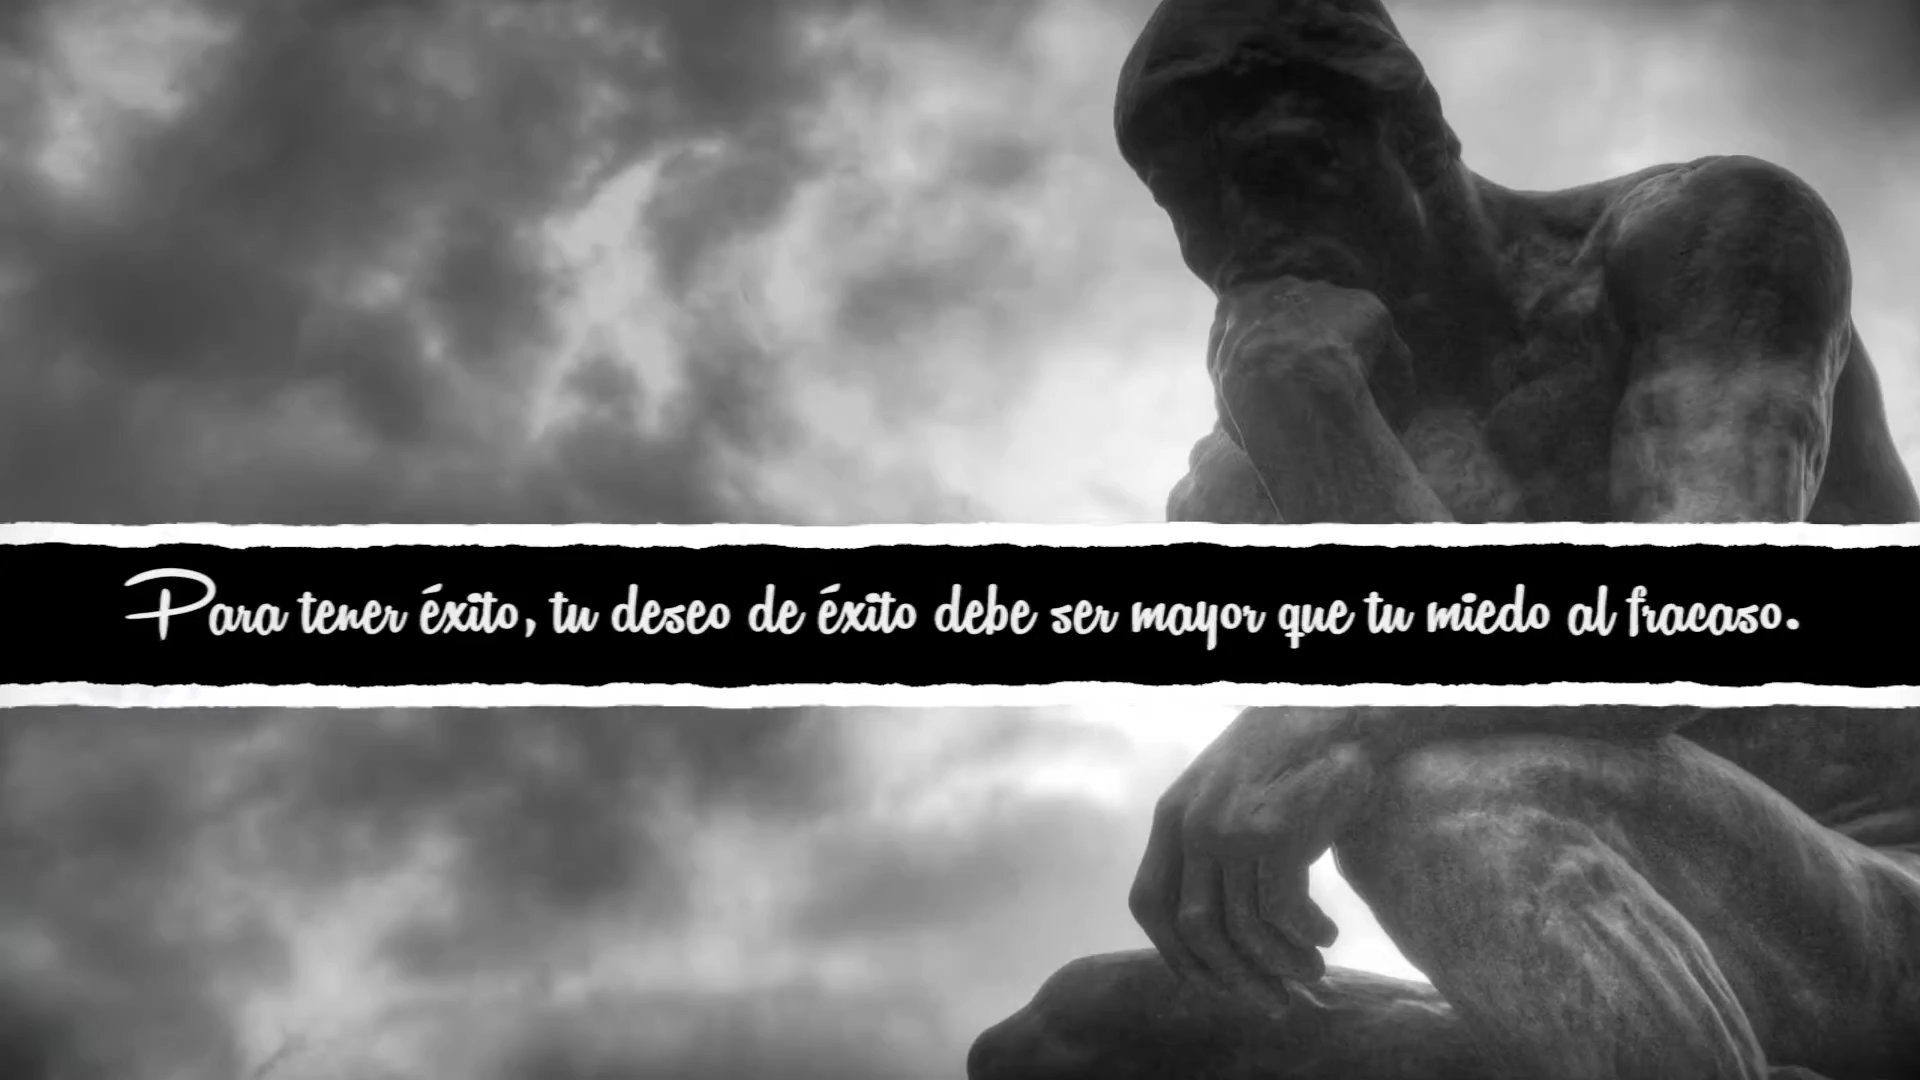 Para tener éxito, tu deseo de éxito debe ser mayor que tu miedo al fracaso.